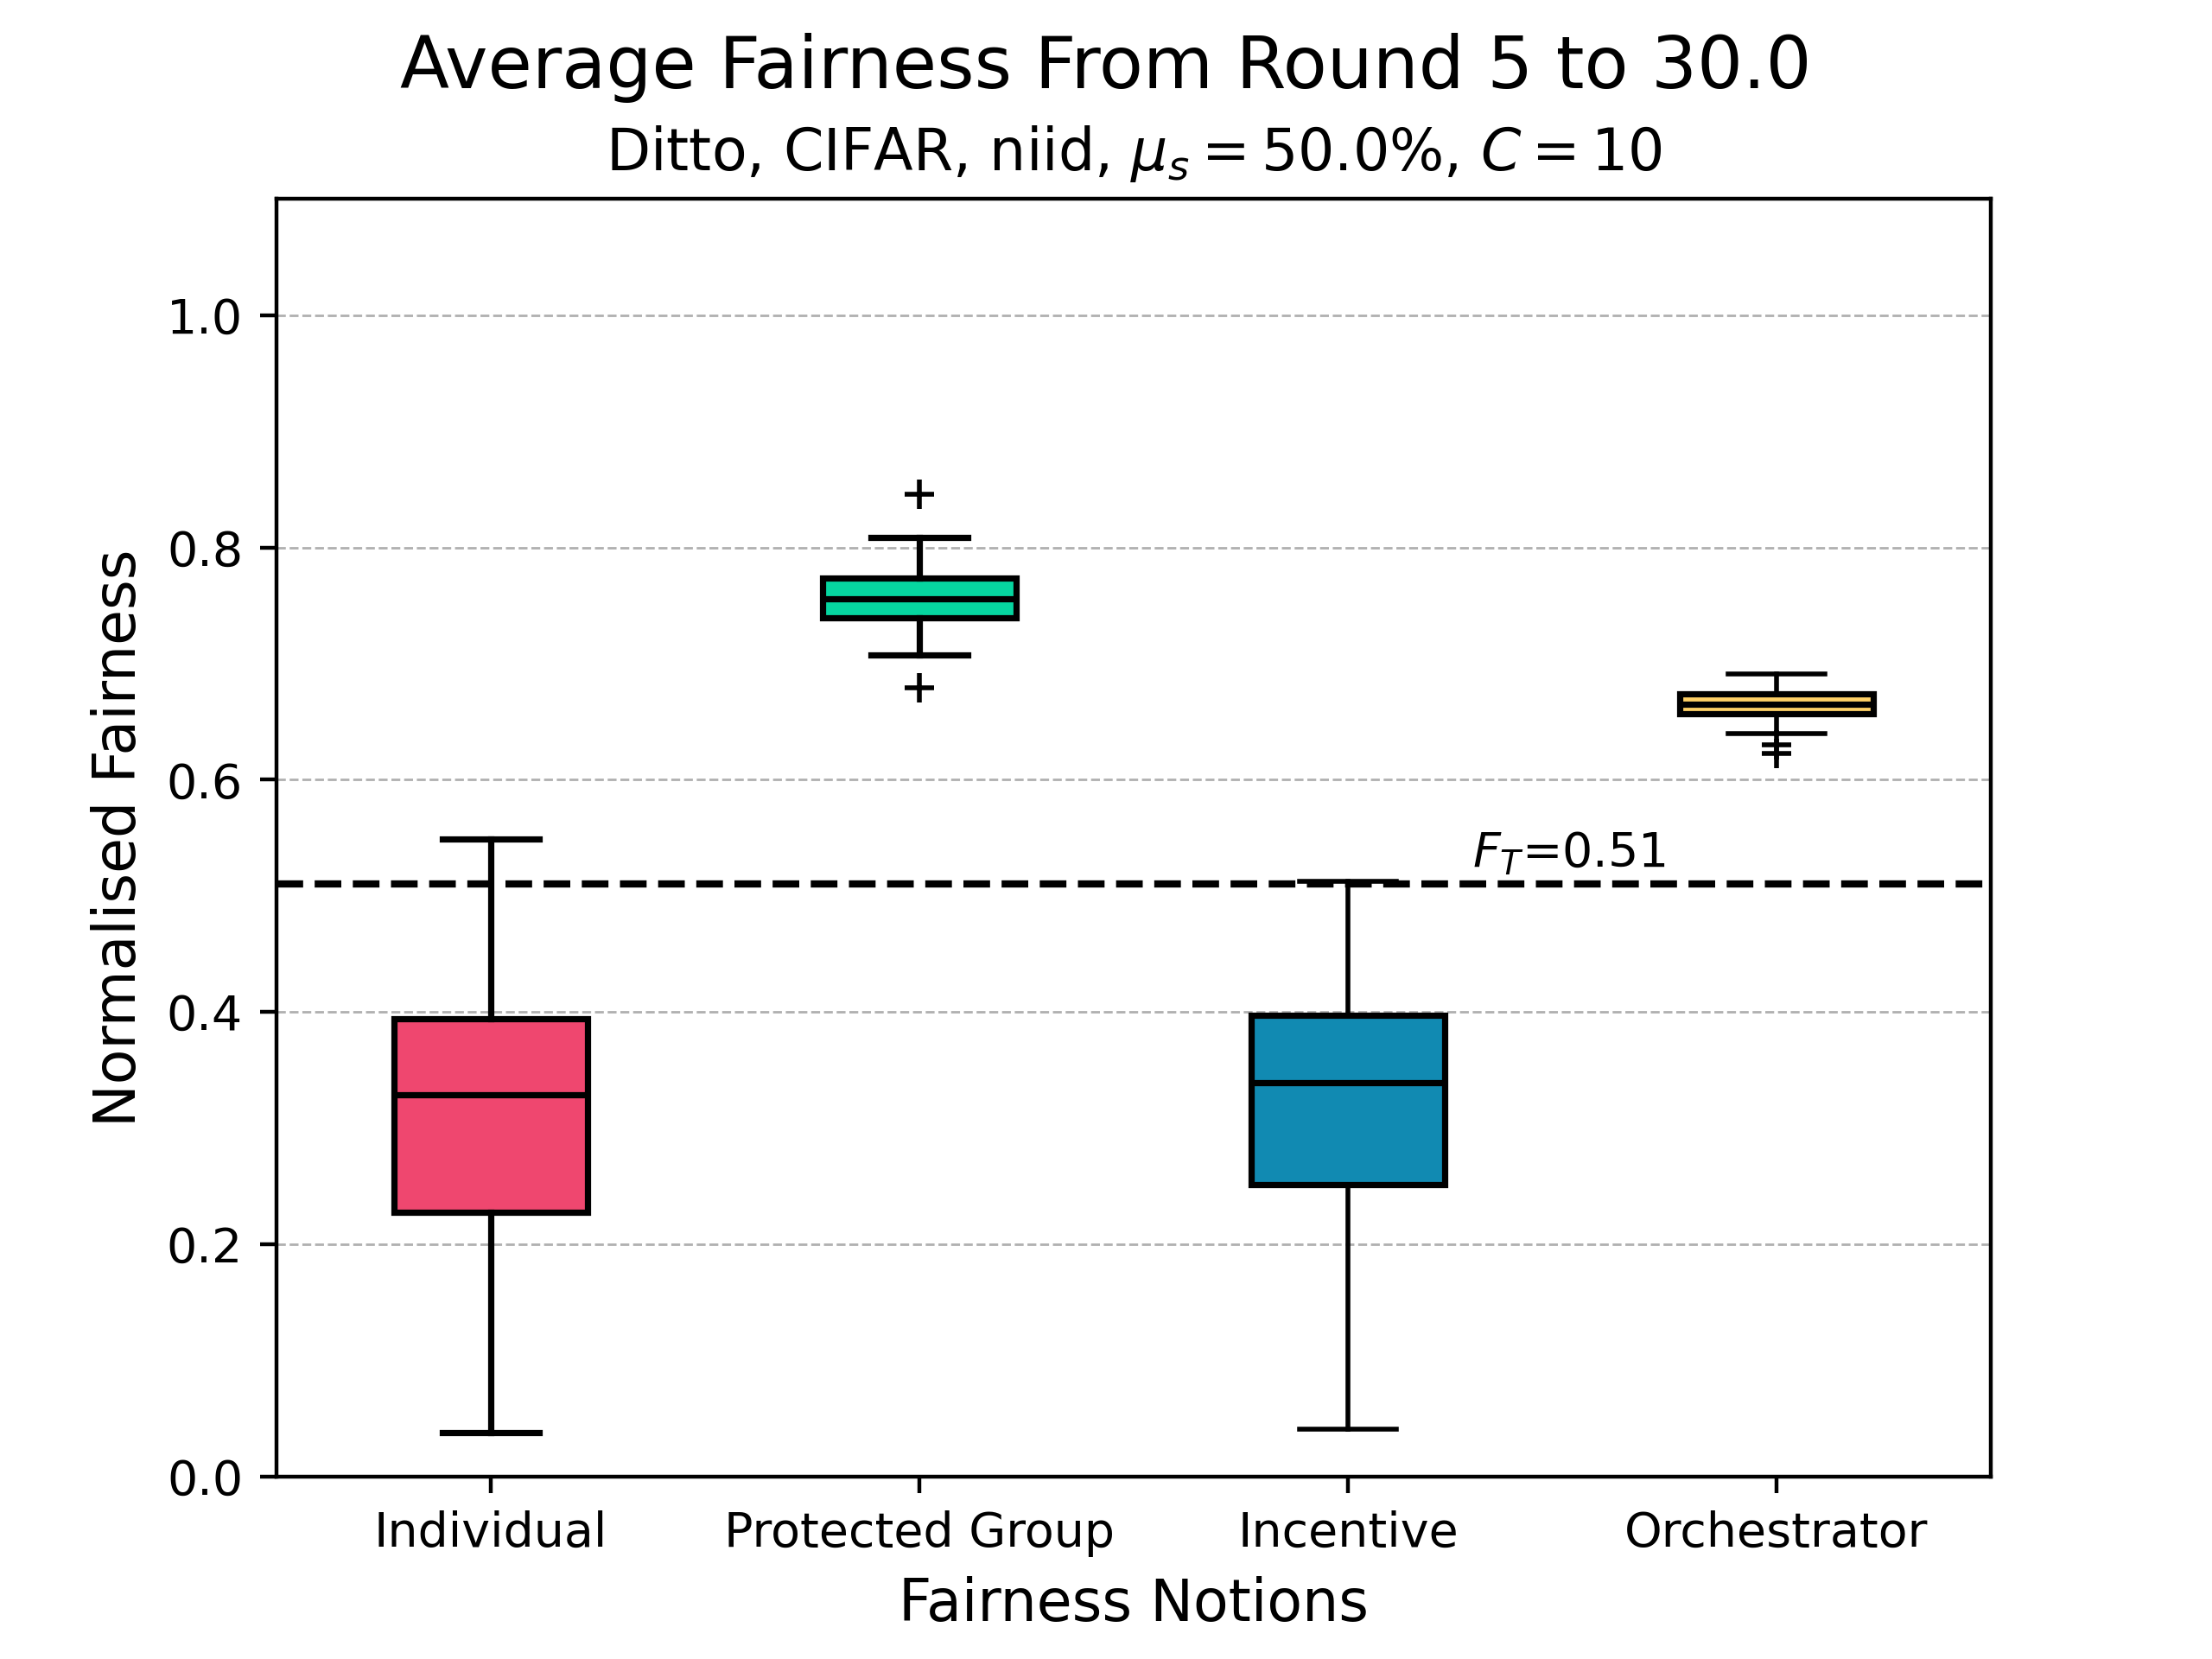 Average Fairness From Round 5 to 30.0
Ditto, CIFAR, niid, μₛ = 50.0%, C = 10
Normalised Fairness
1.0
0.8
0.6
0.4
0.2
0.0
F_T=0.51
Individual
Protected Group
Incentive
Orchestrator
Fairness Notions